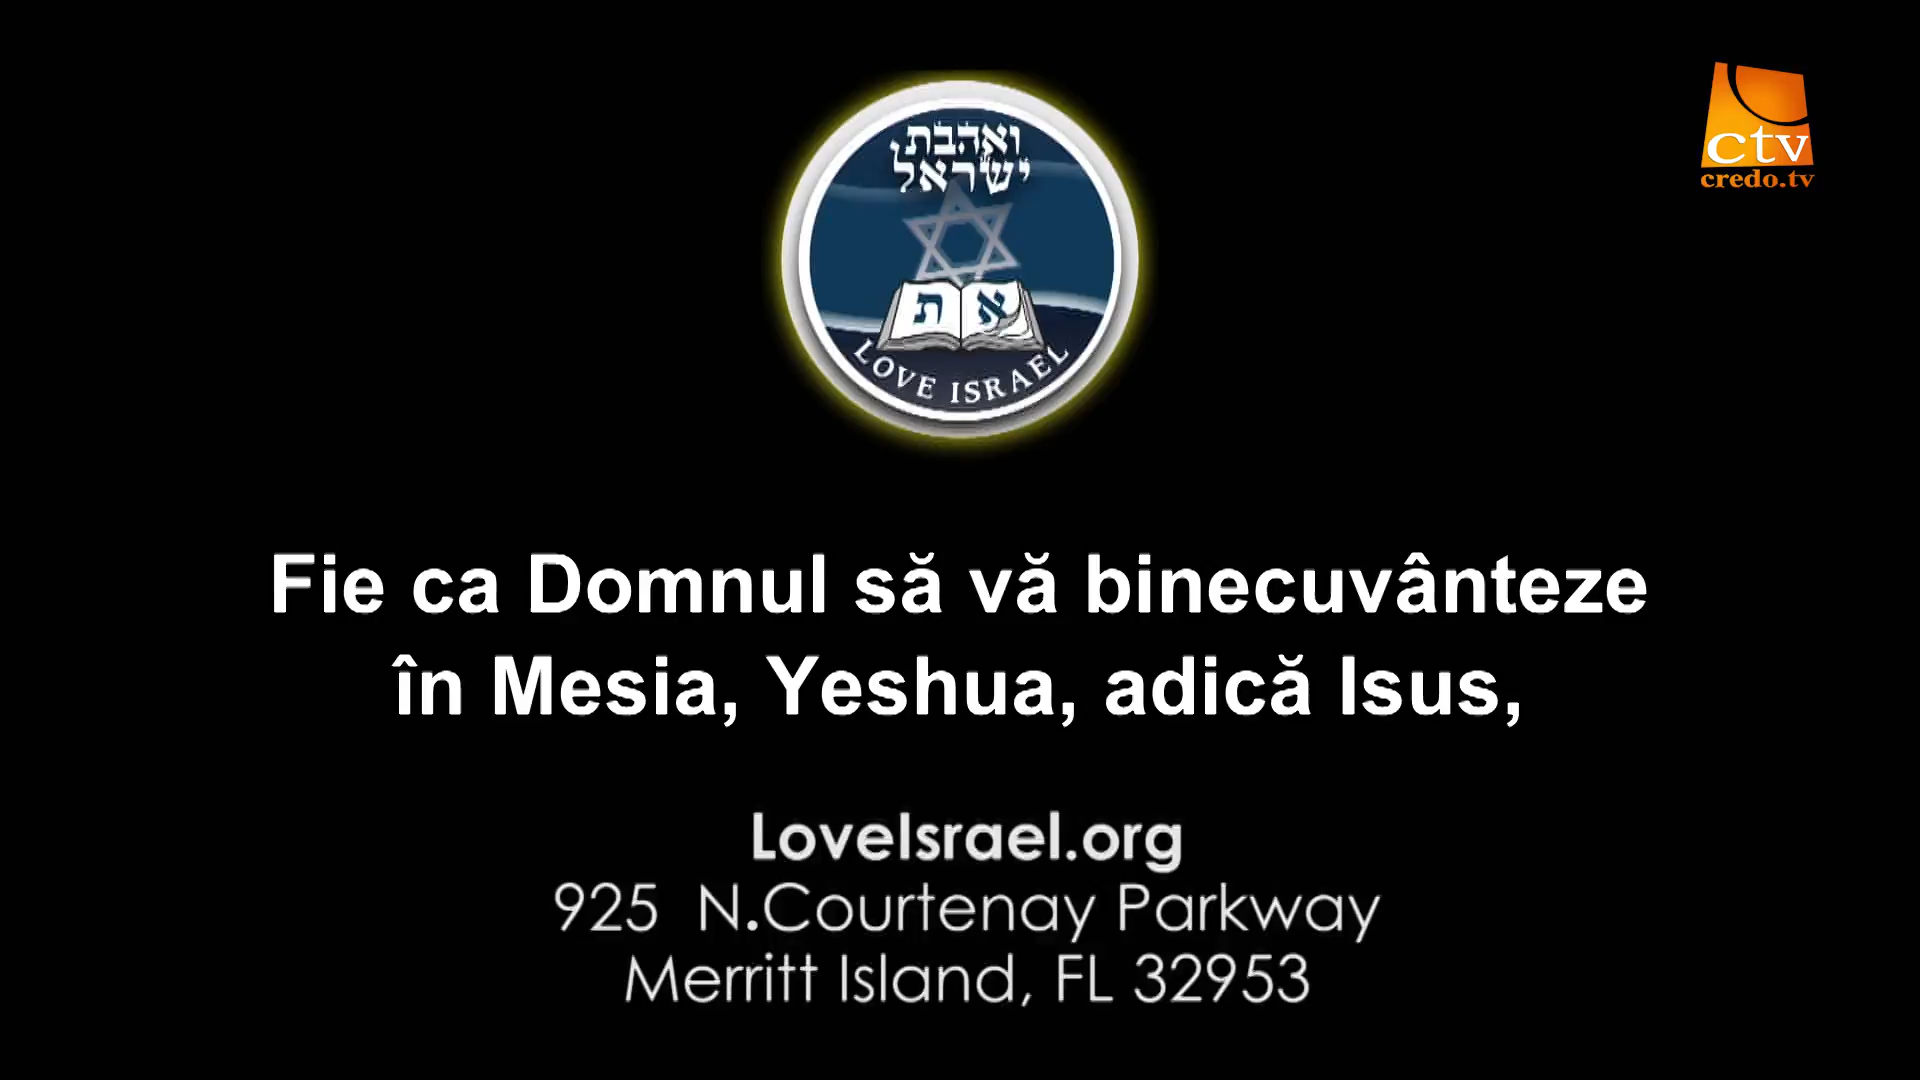 ואהבת
ישראל
ת א
LOVE ISRAEL
ctv
credo.tv
Fie ca Domnul să vă binecuvânteze
în Mesia, Yeshua, adică Isus,
LoveIsrael.org
925 N.Courtenay Parkway
Merritt Island, FL 32953